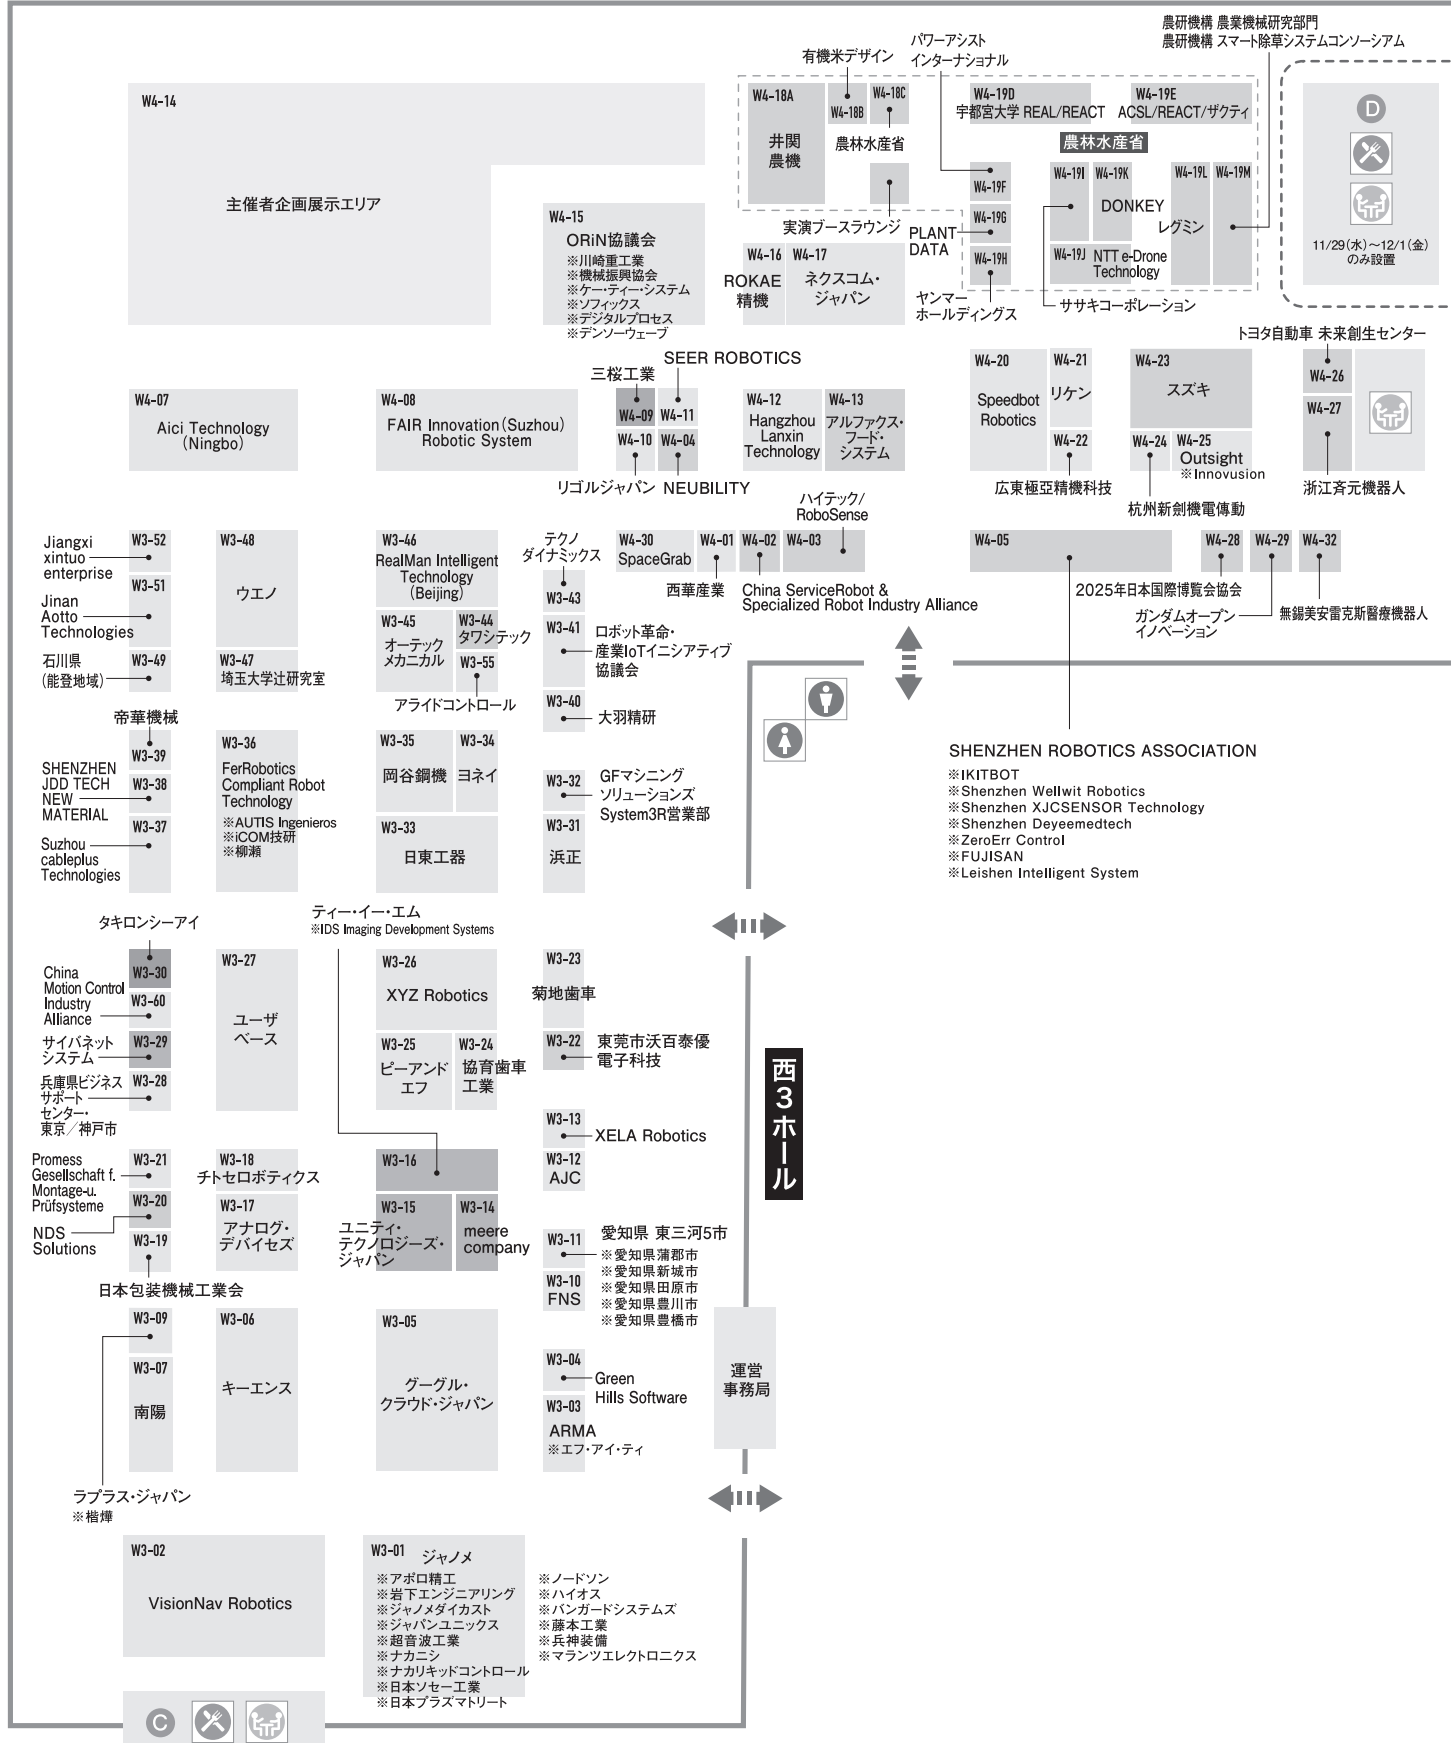 農研機構 農業機械研究部門
農研機構 スマート除草システムコンソーシアム
パワーアシスト
インターナショナル
有機米デザイン
W4-14
主催者企画展示エリア
W4-15
ORiN協議会
※川崎重工業
※機械振興協会
※ケー・ティー・システム
※ソフィックス
※デジタルプロセス
※デンソーウェーブ
W4-18A
井関
農機
W4-18B
W4-18C
農林水産省
実演ブースラウンジ
W4-16
ROKAE
精機
W4-17
ネクスコム・
ジャパン
W4-19D
宇都宮大学 REAL/REACT
W4-19E
ACSL/REACT/ザクティ
農林水産省
W4-19F
W4-19G
PLANT
DATA
W4-19H
ヤンマー
ホールディングス
W4-19I
W4-19K
DONKEY
W4-19J
NTT e-Drone
Technology
W4-19L
レグミン
W4-19M
ササキコーポレーション
D
11/29(水)~12/1(金)
のみ設置
トヨタ自動車 未来創生センター
W4-07
Aici Technology
(Ningbo)
W4-08
FAIR Innovation(Suzhou)
Robotic System
SEER ROBOTICS
三桜工業
W4-09
W4-11
W4-10
W4-04
リゴルジャパン
NEUBILITY
W4-12
Hangzhou
Lanxin
Technology
W4-13
アルファクス・
フード・
システム
ハイテック/
RoboSense
W4-20
Speedbot
Robotics
W4-21
リケン
W4-22
広東極亞精機科技
W4-23
スズキ
W4-24
W4-25
Outsight
※Innovusion
杭州新劍機電傳動
W4-26
W4-27
浙江斉元機器人
Jiangxi
xintuo
enterprise
W3-52
W3-51
Jinan
Aotto
Technologies
石川県
(能登地域)
W3-49
W3-48
ウエノ
W3-47
埼玉大学辻研究室
W3-46
RealMan Intelligent
Technology
(Beijing)
W3-45
オーテック
メカニカル
W3-44
タワシテック
W3-55
アライドコントロール
テクノ
ダイナミックス
W3-43
W3-41
ロボット革命・
産業IoTイニシアティブ
協議会
W3-40
大羽精研
W4-30
SpaceGrab
W4-01
西華産業
W4-02
China ServiceRobot &
Specialized Robot Industry Alliance
W4-03
W4-05
W4-28
2025年日本国際博覧会協会
W4-29
ガンダムオープン
イノベーション
W4-32
無錫美安雷克斯醫療機器人
SHENZHEN ROBOTICS ASSOCIATION
※IKITBOT
※Shenzhen Wellwit Robotics
※Shenzhen XJCSENSOR Technology
※Shenzhen Deyeemedtech
※ZeroErr Control
※FUJISAN
※Leishen Intelligent System
帝華機械
W3-39
SHENZHEN
JDD TECH
NEW
MATERIAL
W3-38
W3-37
Suzhou
cableplus
Technologies
W3-36
FerRobotics
Compliant Robot
Technology
※AUTIS Ingenieros
※iCOM技研
※柳瀬
W3-35
岡谷鋼機
W3-34
ヨネイ
W3-33
日東工器
W3-32
GFマシニング
ソリューションズ
System3R営業部
W3-31
浜正
タキロンシーアイ
W3-30
China
Motion Control
Industry
Alliance
W3-60
サイバネット
システム
W3-29
兵庫県ビジネス
サポート
センター・
東京/神戸市
W3-28
W3-27
ユーザ
ベース
ティー・イー・エム
※IDS Imaging Development Systems
W3-26
XYZ Robotics
W3-25
ピーアンド
エフ
W3-24
協育歯車
工業
W3-23
菊地歯車
W3-22
東莞市沃百泰優
電子科技
W3-13
XELA Robotics
W3-12
AJC
西3ホール
Promess
Gesellschaft f.
Montage-u.
Prüfsysteme
W3-21
W3-20
NDS
Solutions
W3-19
日本包装機械工業会
W3-18
チトセロボティクス
W3-17
アナログ・
デバイセズ
W3-16
W3-15
ユニティ・
テクノロジーズ・
ジャパン
W3-14
meere
company
W3-11
愛知県 東三河5市
※愛知県蒲郡市
※愛知県新城市
※愛知県田原市
※愛知県豊川市
※愛知県豊橋市
W3-10
FNS
W3-09
W3-07
南陽
ラプラス・ジャパン
※楷燁
W3-06
キーエンス
W3-05
グーグル・
クラウド・ジャパン
W3-04
Green
Hills Software
W3-03
ARMA
※エフ・アイ・ティ
運営
事務局
W3-02
VisionNav Robotics
W3-01
ジャノメ
※アポロ精工
※岩下エンジニアリング
※ジャノメダイカスト
※ジャパンユニックス
※超音波工業
※ナカニシ
※ナカリキッドコントロール
※日本ソセー工業
※日本プラズマトリート
※ノードソン
※ハイオス
※バンガードシステムズ
※藤本工業
※兵神装備
※マランツエレクトロニクス
C